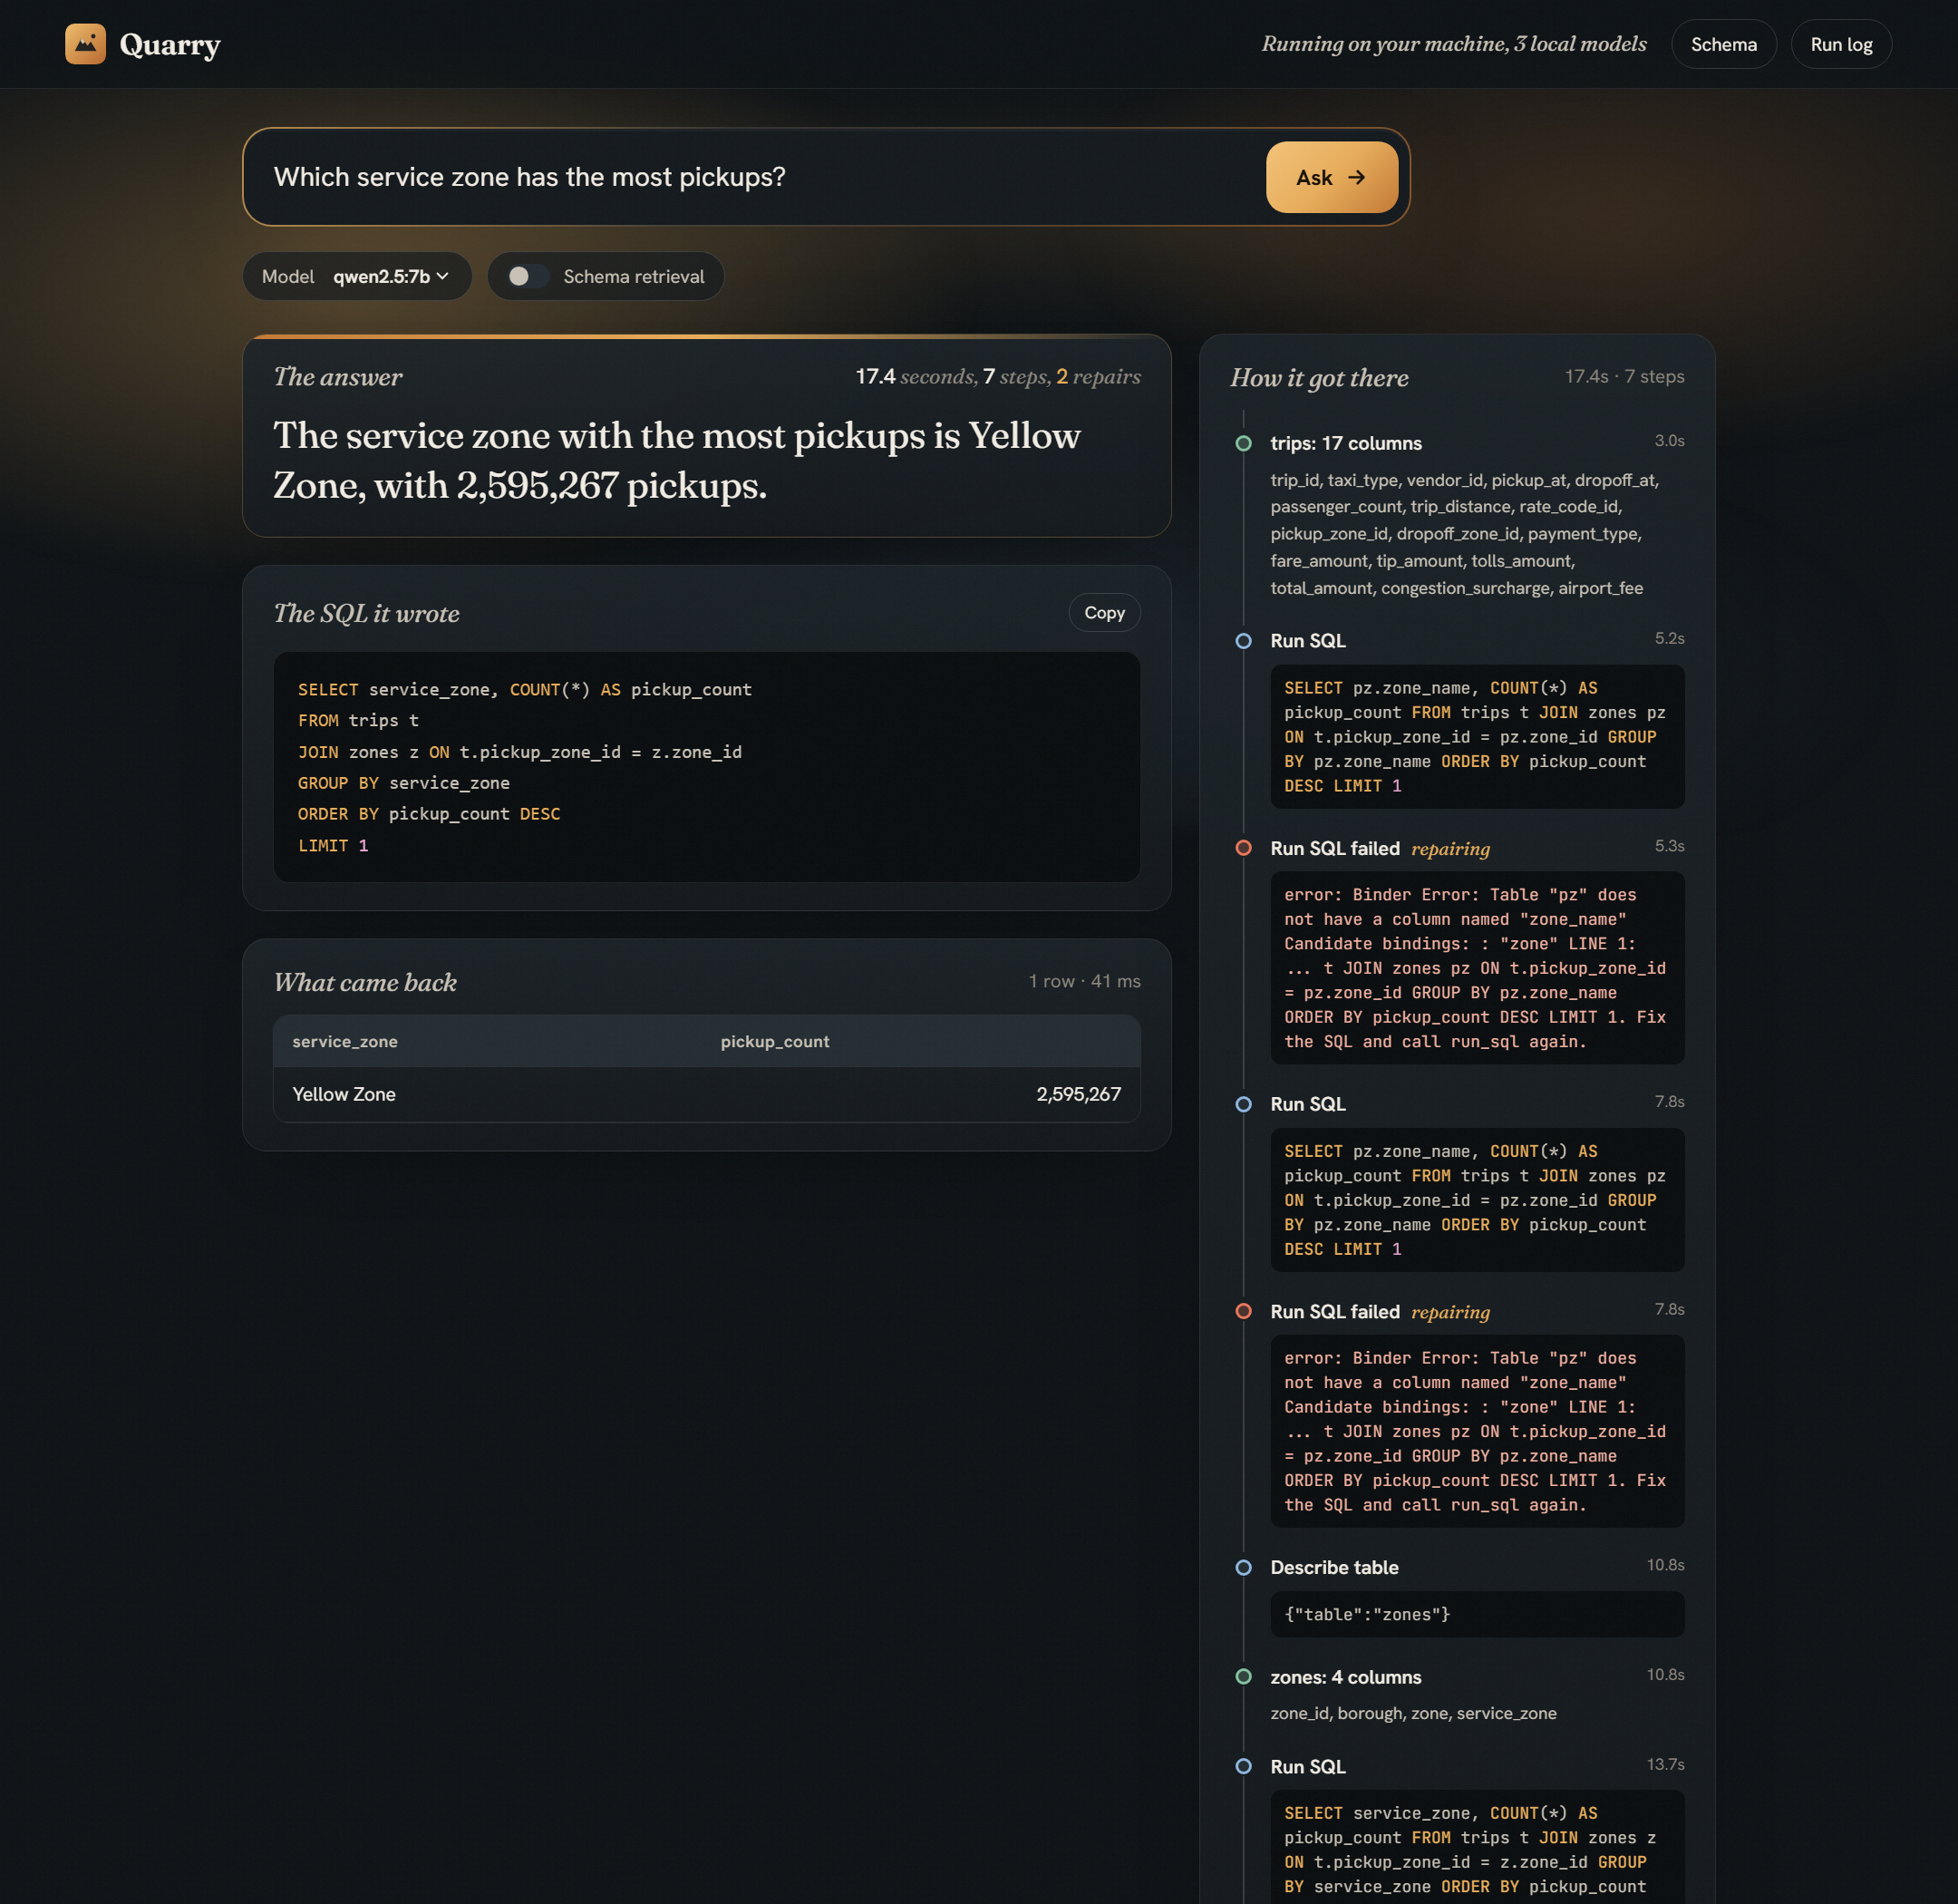 Quarry
Running on your machine, 3 local models
Schema
Run log
Which service zone has the most pickups?
Ask →
Model qwen2.5:7b
Schema retrieval
The answer
17.4 seconds, 7 steps, 2 repairs
The service zone with the most pickups is Yellow
Zone, with 2,595,267 pickups.
The SQL it wrote
Copy
SELECT service_zone, COUNT(*) AS pickup_count
FROM trips t
JOIN zones z ON t.pickup_zone_id = z.zone_id
GROUP BY service_zone
ORDER BY pickup_count DESC
LIMIT 1
What came back
1 row · 41 ms
service_zone pickup_count
Yellow Zone 2,595,267
How it got there
17.4s · 7 steps
trips: 17 columns 3.0s
trip_id, taxi_type, vendor_id, pickup_at, dropoff_at,
passenger_count, trip_distance, rate_code_id,
pickup_zone_id, dropoff_zone_id, payment_type,
fare_amount, tip_amount, tolls_amount,
total_amount, congestion_surcharge, airport_fee
Run SQL 5.2s
SELECT pz.zone_name, COUNT(*) AS
pickup_count FROM trips t JOIN zones pz
ON t.pickup_zone_id = pz.zone_id GROUP
BY pz.zone_name ORDER BY pickup_count
DESC LIMIT 1
Run SQL failed repairing 5.3s
error: Binder Error: Table "pz" does
not have a column named "zone_name"
Candidate bindings: : "zone" LINE 1:
... t JOIN zones pz ON t.pickup_zone_id
= pz.zone_id GROUP BY pz.zone_name
ORDER BY pickup_count DESC LIMIT 1. Fix
the SQL and call run_sql again.
Run SQL 7.8s
SELECT pz.zone_name, COUNT(*) AS
pickup_count FROM trips t JOIN zones pz
ON t.pickup_zone_id = pz.zone_id GROUP
BY pz.zone_name ORDER BY pickup_count
DESC LIMIT 1
Run SQL failed repairing 7.8s
error: Binder Error: Table "pz" does
not have a column named "zone_name"
Candidate bindings: : "zone" LINE 1:
... t JOIN zones pz ON t.pickup_zone_id
= pz.zone_id GROUP BY pz.zone_name
ORDER BY pickup_count DESC LIMIT 1. Fix
the SQL and call run_sql again.
Describe table 10.8s
{"table":"zones"}
zones: 4 columns 10.8s
zone_id, borough, zone, service_zone
Run SQL 13.7s
SELECT service_zone, COUNT(*) AS
pickup_count FROM trips t JOIN zones z
ON t.pickup_zone_id = z.zone_id GROUP
BY service_zone ORDER BY pickup_count